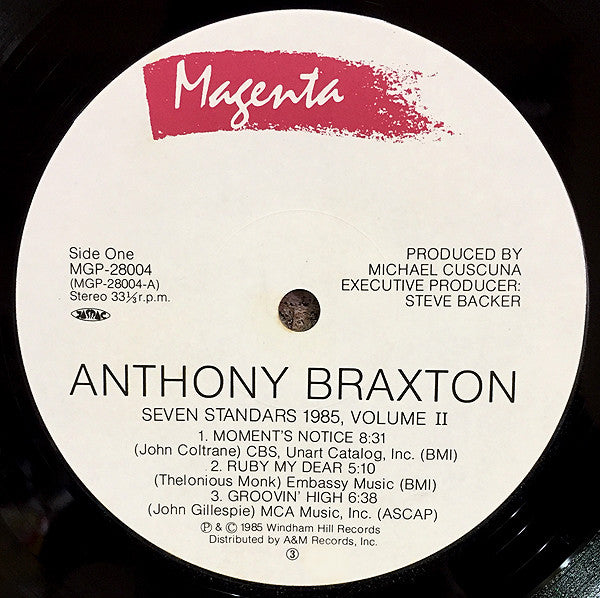 Magenta
Side One
MGP-28004
(MGP-28004-A)
Stereo 33⅓ r.p.m.
JASRAC
PRODUCED BY
MICHAEL CUSCUNA
EXECUTIVE PRODUCER:
STEVE BACKER
ANTHONY BRAXTON
SEVEN STANDARS 1985, VOLUME II
1. MOMENT'S NOTICE 8:31
(John Coltrane) CBS, Unart Catalog, Inc. (BMI)
2. RUBY MY DEAR 5:10
(Thelonious Monk) Embassy Music (BMI)
3. GROOVIN' HIGH 6:38
(John Gillespie) MCA Music, Inc. (ASCAP)
℗ & © 1985 Windham Hill Records
Distributed by A&M Records, Inc.
③